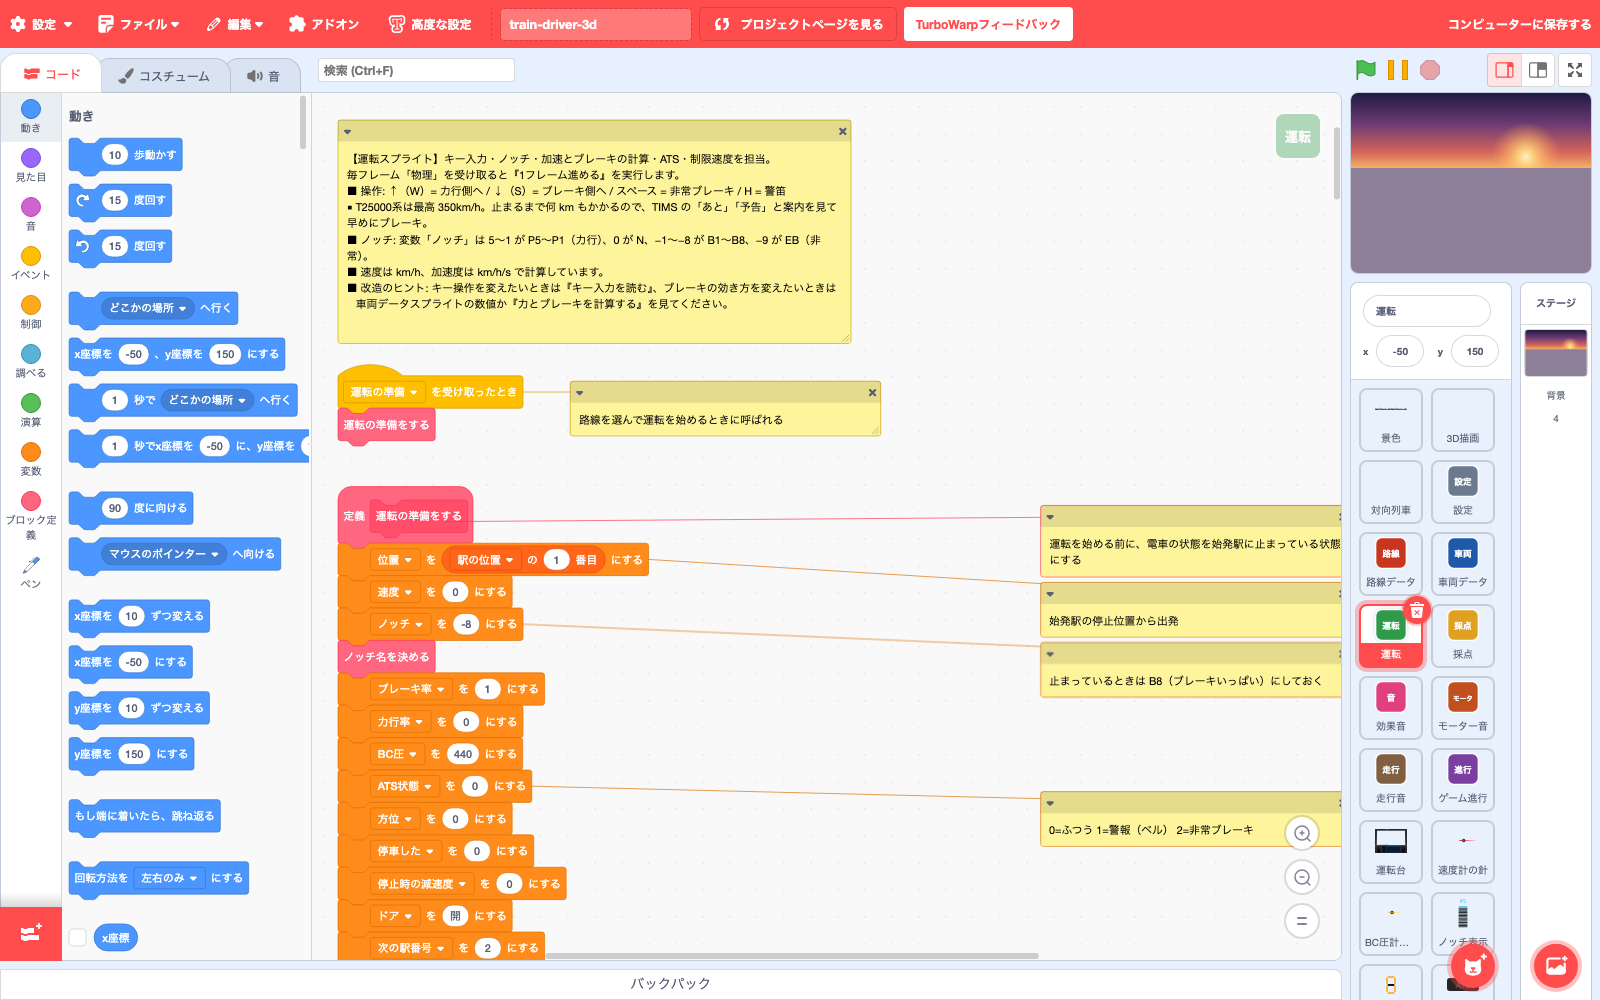 設定
ファイル
編集
アドオン
高度な設定
train-driver-3d
プロジェクトページを見る
TurboWarpフィードバック
コンピューターに保存する
コード
コスチューム
音
検索 (Ctrl+F)
動き
見た目
音
イベント
制御
調べる
演算
変数
ブロック定義
ペン
動き
10 歩動かす
15 度回す
15 度回す
どこかの場所 へ行く
x座標を -50 、y座標を 150 にする
1 秒で どこかの場所 へ行く
1 秒でx座標を -50 に、y座標を
90 度に向ける
マウスのポインター へ向ける
x座標を 10 ずつ変える
x座標を -50 にする
y座標を 10 ずつ変える
y座標を 150 にする
もし端に着いたら、跳ね返る
回転方法を 左右のみ にする
x座標
【運転スプライト】キー入力・ノッチ・加速とブレーキの計算・ATS・制限速度を担当。
毎フレーム「物理」を受け取ると『1フレーム進める』を実行します。
■ 操作: ↑（W）= 力行側へ / ↓（S）= ブレーキ側へ / スペース = 非常ブレーキ / H = 警笛
▪ T25000系は最高 350km/h。止まるまで何 km もかかるので、TIMS の「あと」「予告」と案内を見て
早めにブレーキ。
■ ノッチ: 変数「ノッチ」は 5〜1 が P5〜P1（力行）、0 が N、−1〜−8 が B1〜B8、−9 が EB（非
常）。
■ 速度は km/h、加速度は km/h/s で計算しています。
■ 改造のヒント: キー操作を変えたいときは『キー入力を読む』、ブレーキの効き方を変えたいときは
車両データスプライトの数値か『力とブレーキを計算する』を見てください。
運転
運転の準備 を受け取ったとき
運転の準備をする
路線を選んで運転を始めるときに呼ばれる
定義 運転の準備をする
位置 を 駅の位置 の 1 番目 にする
速度 を 0 にする
ノッチ を -8 にする
ノッチ名を決める
ブレーキ率 を 1 にする
力行率 を 0 にする
BC圧 を 440 にする
ATS状態 を 0 にする
方位 を 0 にする
停車した を 0 にする
停止時の減速度 を 0 にする
ドア を 開 にする
次の駅番号 を 2 にする
運転を始める前に、電車の状態を始発駅に止まっている状態
にする
始発駅の停止位置から出発
止まっているときは B8（ブレーキいっぱい）にしておく
0=ふつう 1=警報（ベル） 2=非常ブレーキ
バックパック
運転
x -50 y 150
景色
3D描画
対向列車
設定
設定
路線
路線データ
車両
車両データ
運転
運転
採点
採点
音
効果音
モータ
モーター音
走行
走行音
進行
ゲーム進行
運転台
速度計の針
BC圧計...
ノッチ表示
ステージ
背景
4